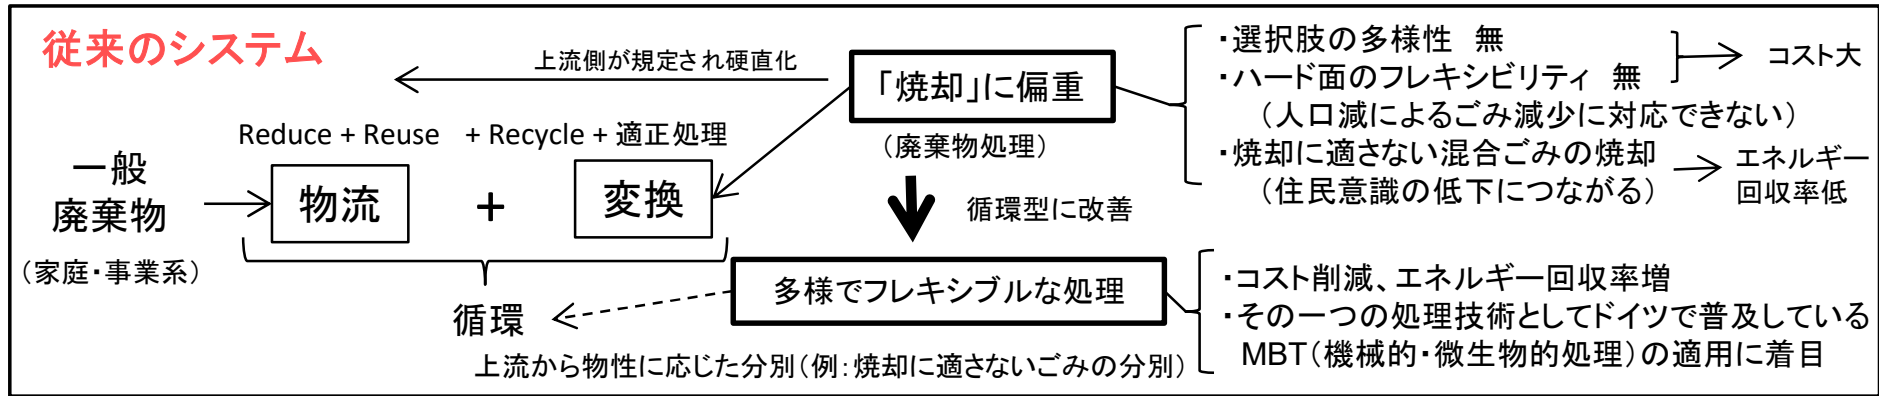 従来のシステム
上流側が規定され硬直化
「焼却」に偏重
(廃棄物処理)
・選択肢の多様性 無
・ハード面のフレキシビリティ 無
(人口減によるごみ減少に対応できない)
コスト大
・焼却に適さない混合ごみの焼却
(住民意識の低下につながる)
エネルギー
回収率低
Reduce + Reuse + Recycle + 適正処理
一般
廃棄物
(家庭・事業系)
物流
+
変換
循環型に改善
循環
多様でフレキシブルな処理
上流から物性に応じた分別(例:焼却に適さないごみの分別)
・コスト削減、エネルギー回収率増
・その一つの処理技術としてドイツで普及している
MBT(機械的・微生物的処理)の適用に着目